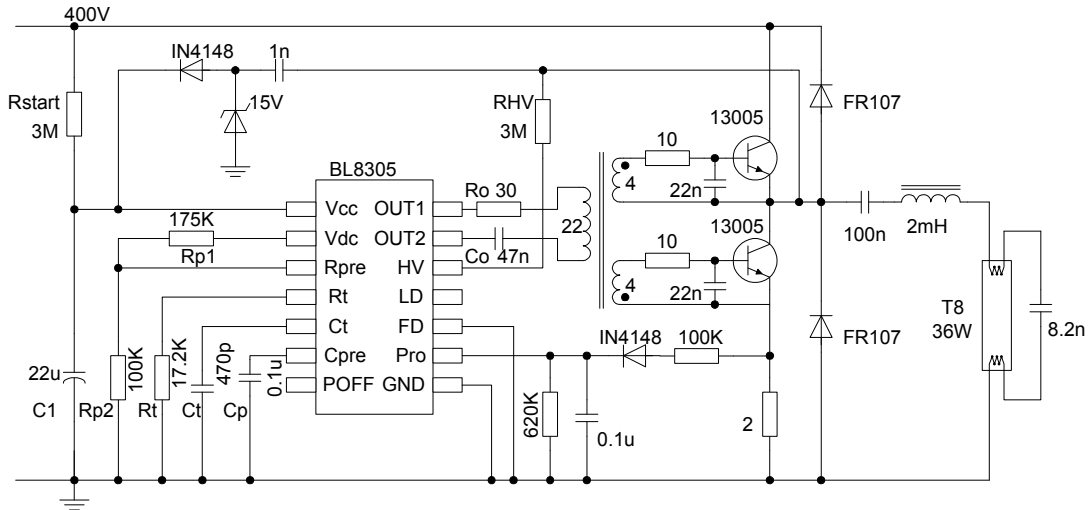 400V
IN4148
1n
Rstart
3M
15V
RHV
3M
13005
FR107
10
4
22n
BL8305
Vcc OUT1
Vdc OUT2
Rpre HV
Rt LD
Ct FD
Cpre Pro
POFF GND
Ro 30
Co 47n
22
175K
Rp1
13005
10
4
22n
100n
2mH
T8
36W
8.2n
FR107
IN4148
100K
22u
C1
100K
Rp2
17.2K
Rt
470p
Ct
0.1u
Cp
620K
0.1u
2